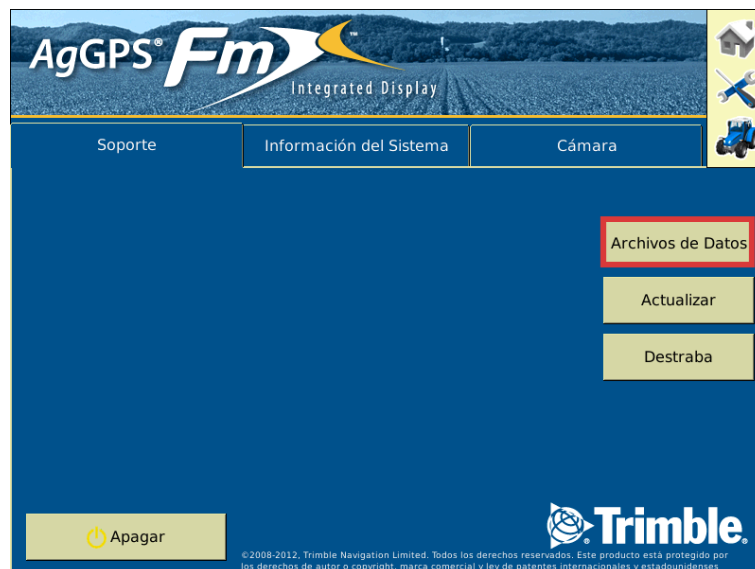 AgGPS® FmX™
Integrated Display
Soporte
Información del Sistema
Cámara
Archivos de Datos
Actualizar
Destraba
Apagar
Trimble.
©2008-2012, Trimble Navigation Limited. Todos los derechos reservados. Este producto está protegido por
los derechos de autor o copyright, marca comercial y ley de patentes internacionales y estadounidenses